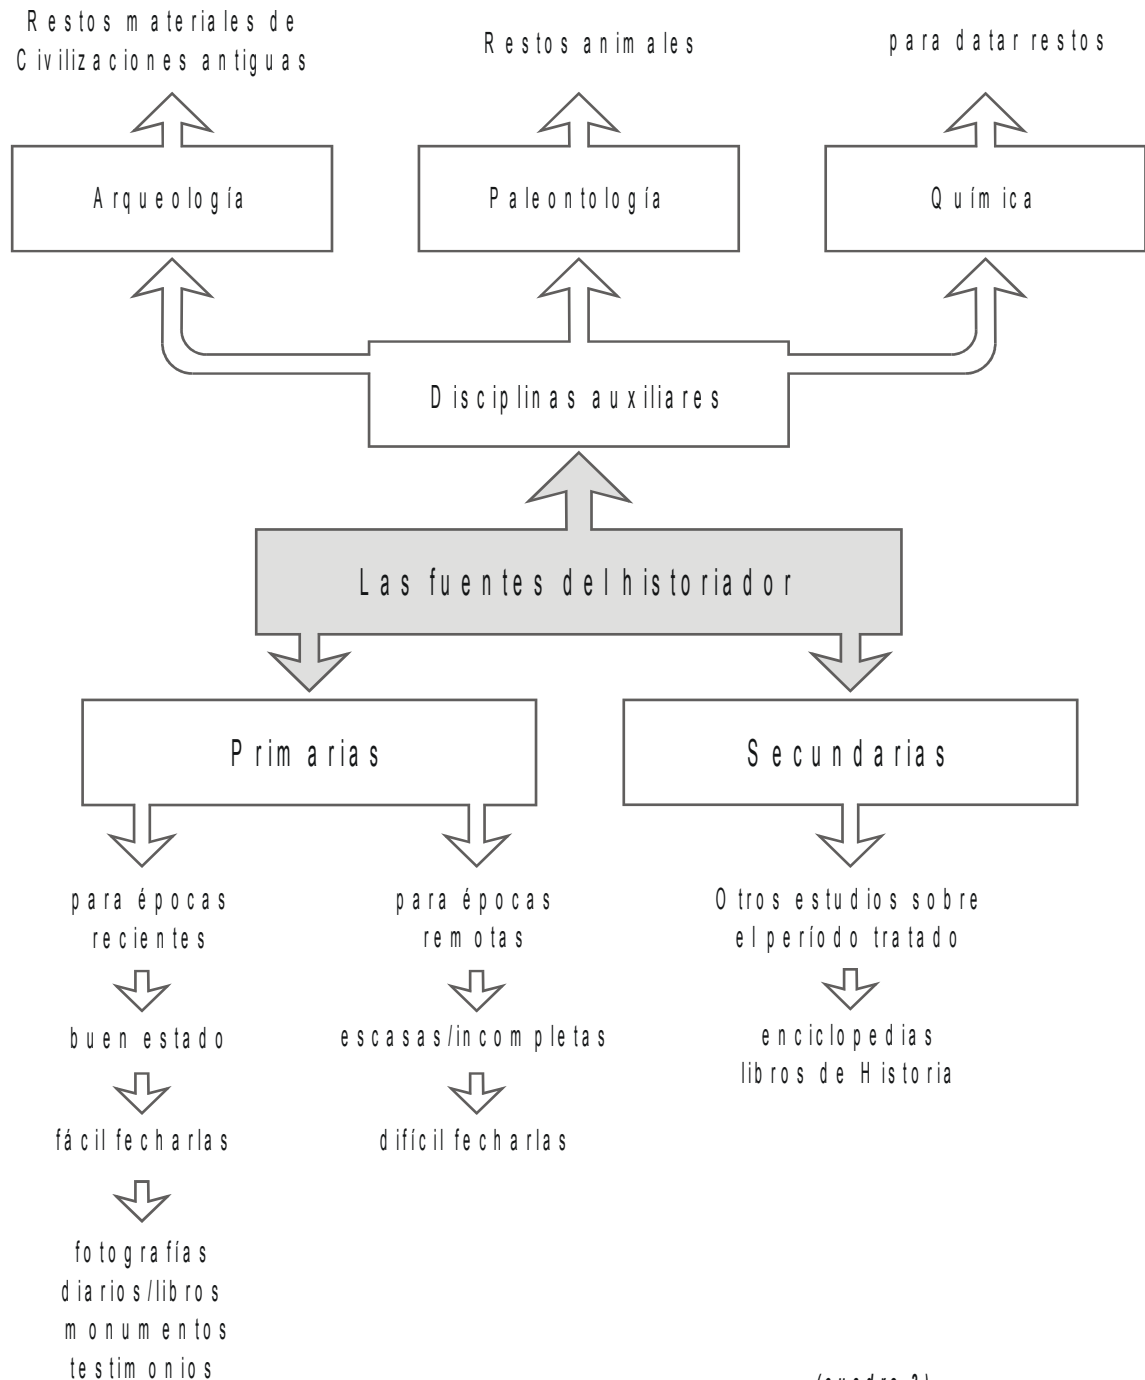 Restos materiales de
Civilizaciones antiguas
Restos animales
para datar restos
Arqueología
Paleontología
Química
Disciplinas auxiliares
Las fuentes del historiador
Primarias
Secundarias
para épocas
recientes
para épocas
remotas
Otros estudios sobre
el período tratado
buen estado
escasas/incompletas
enciclopedias
libros de Historia
fácil fecharlas
difícil fecharlas
fotografías
diarios/libros
monumentos
testimonios